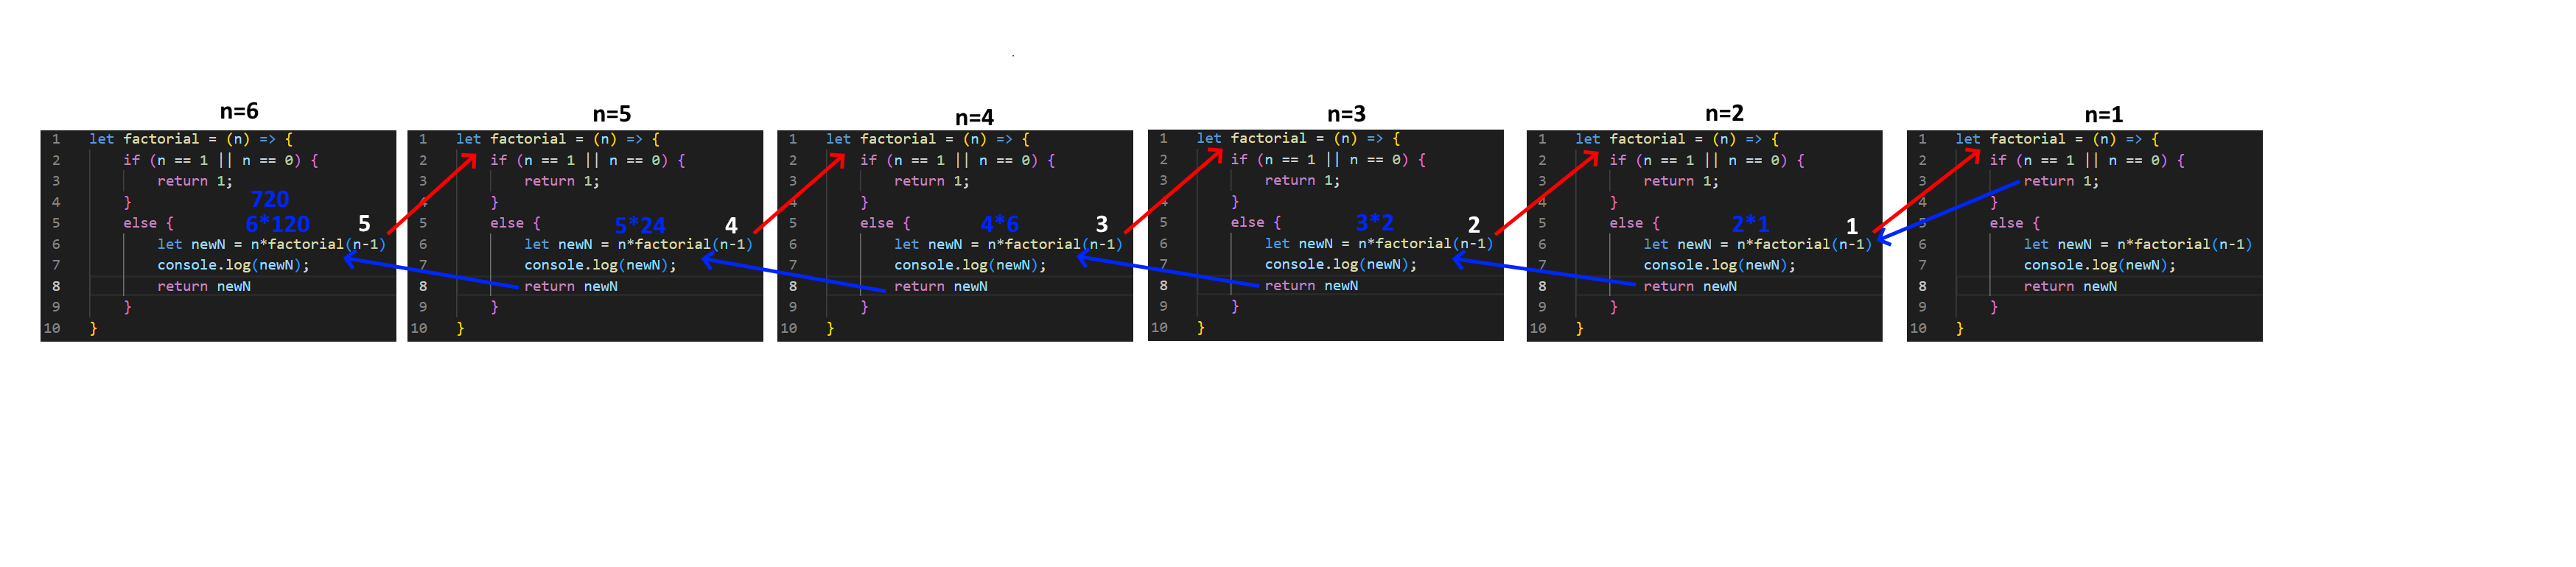 n=6
1 let factorial = (n) => {
2 if (n == 1 || n == 0) {
3 return 1;
720
4 }
6*120 5
5 else {
6 let newN = n*factorial(n-1)
7 console.log(newN);
8 return newN
9 }
10 }
n=5
1 let factorial = (n) => {
2 if (n == 1 || n == 0) {
3 return 1;
4 }
5*24 4
5 else {
6 let newN = n*factorial(n-1)
7 console.log(newN);
8 return newN
9 }
10 }
n=4
1 let factorial = (n) => {
2 if (n == 1 || n == 0) {
3 return 1;
4 }
4*6 3
5 else {
6 let newN = n*factorial(n-1)
7 console.log(newN);
8 return newN
9 }
10 }
n=3
1 let factorial = (n) => {
2 if (n == 1 || n == 0) {
3 return 1;
4 }
3*2 2
5 else {
6 let newN = n*factorial(n-1)
7 console.log(newN);
8 return newN
9 }
10 }
n=2
1 let factorial = (n) => {
2 if (n == 1 || n == 0) {
3 return 1;
4 }
2*1 1
5 else {
6 let newN = n*factorial(n-1)
7 console.log(newN);
8 return newN
9 }
10 }
n=1
1 let factorial = (n) => {
2 if (n == 1 || n == 0) {
3 return 1;
4 }
5 else {
6 let newN = n*factorial(n-1)
7 console.log(newN);
8 return newN
9 }
10 }